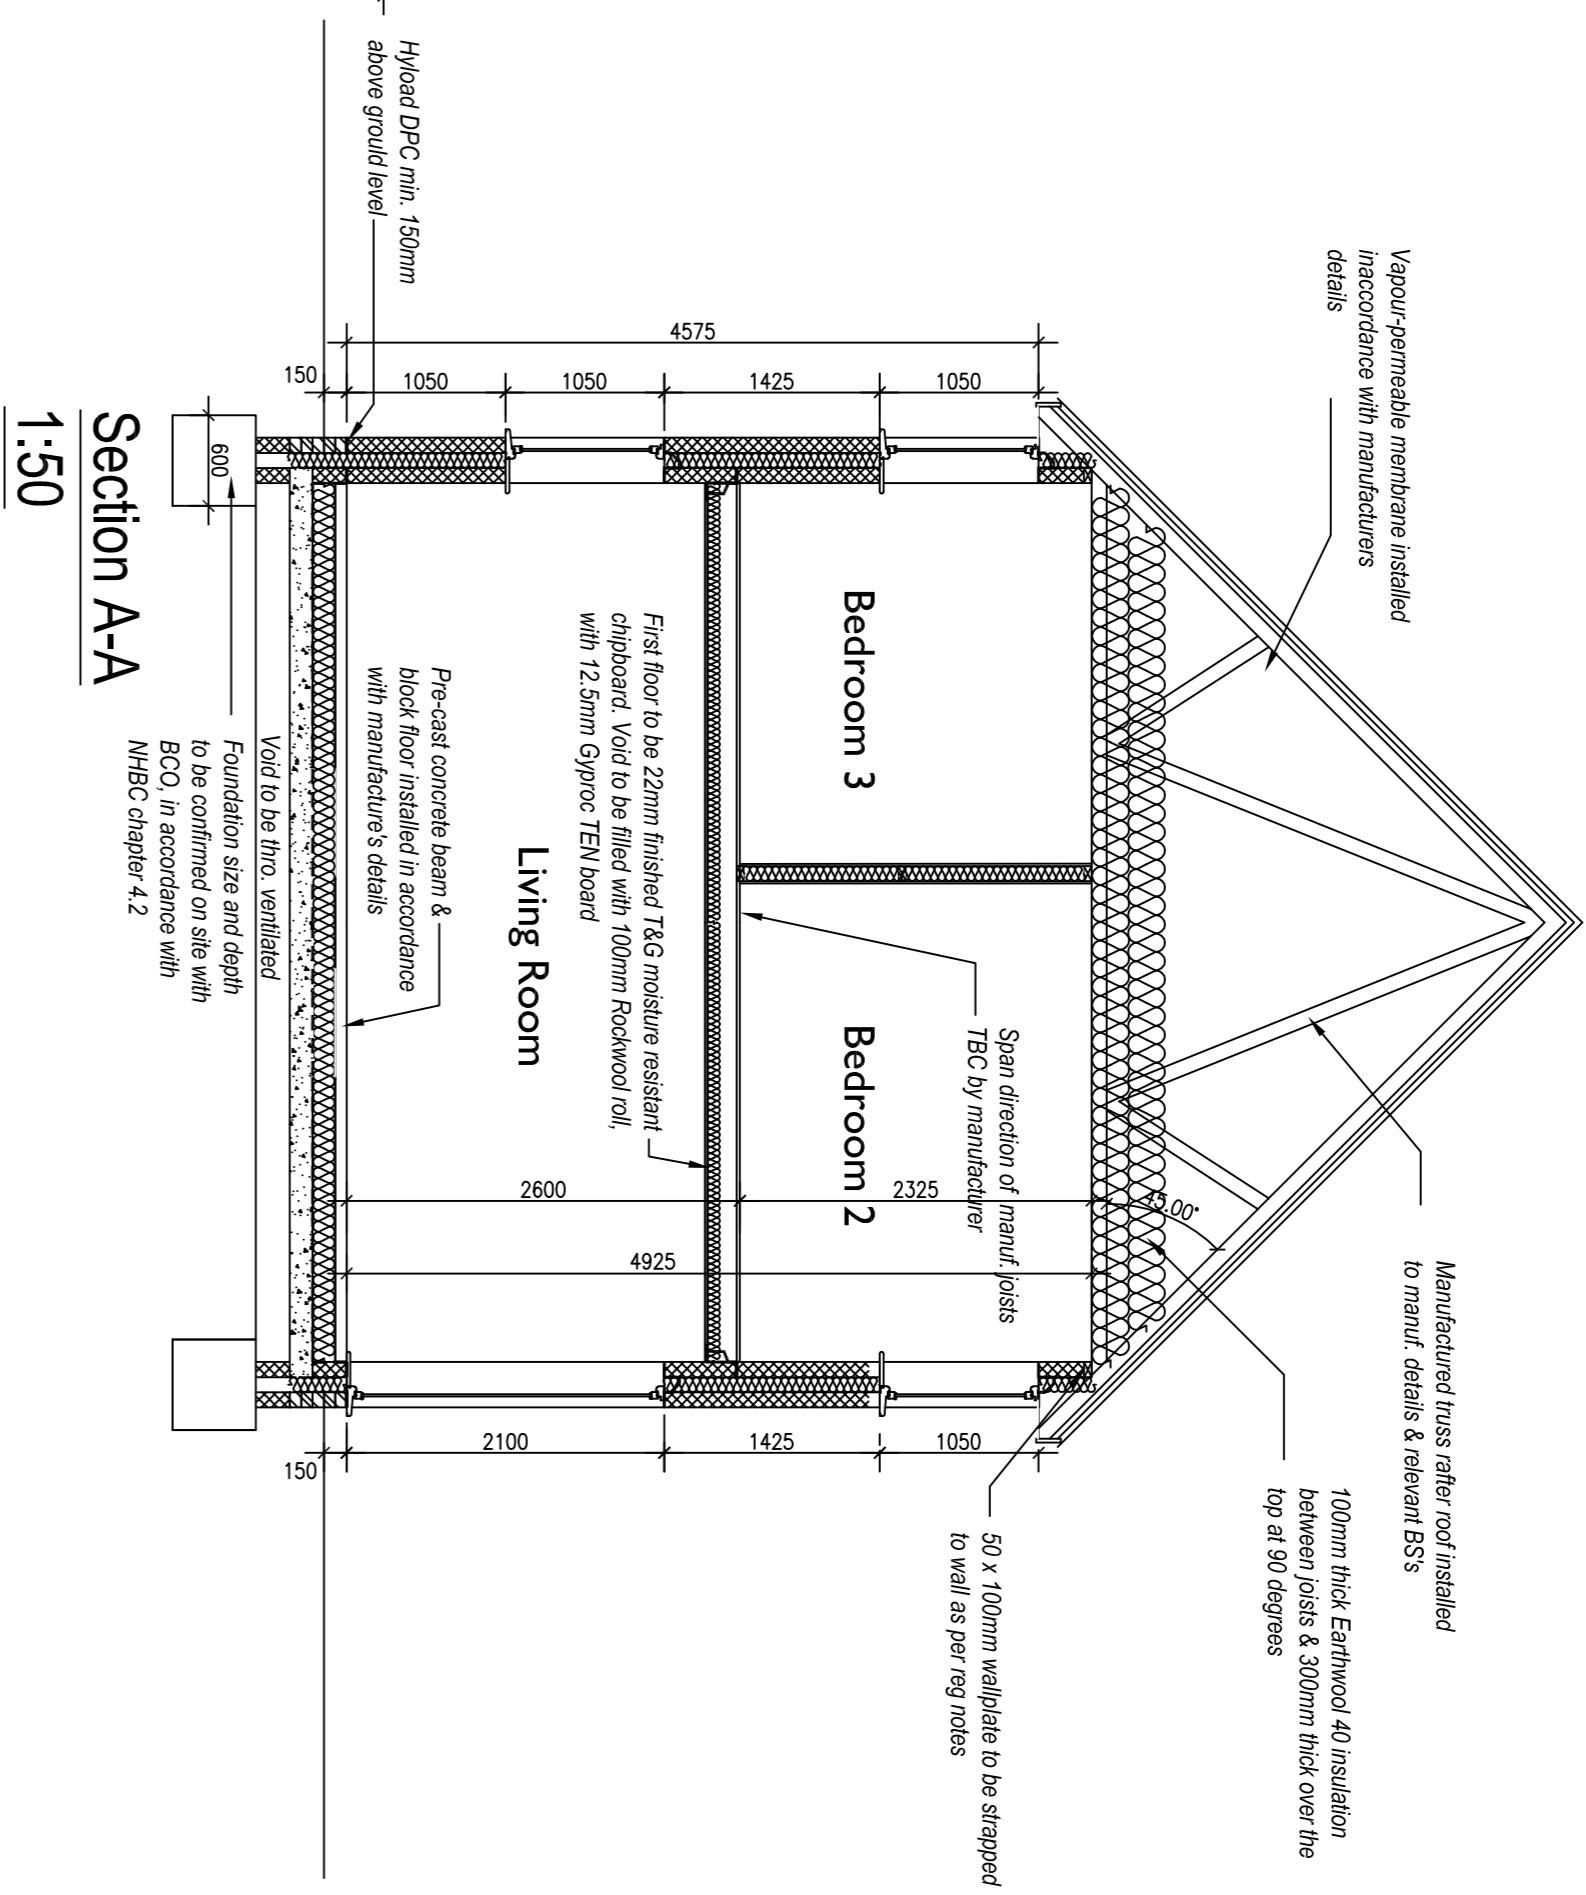 Vapour-permeable membrane installed
inaccordance with manufacturers
details
Manufactured truss rafter roof installed
to manuf. details & relevant BS's
100mm thick Earthwool 40 insulation
between joists & 300mm thick over the
top at 90 degrees
45.00°
50 x 100mm wallplate to be strapped
to wall as per reg notes
Span direction of manuf. joists
TBC by manufacturer
Bedroom 3
Bedroom 2
First floor to be 22mm finished T&G moisture resistant
chipboard. Void to be filled with 100mm Rockwool roll,
with 12.5mm Gyproc TEN board
Living Room
Pre-cast concrete beam &
block floor installed in accordance
with manufacture's details
Hyload DPC min. 150mm
above grould level
4575
1050
1425
1050
1050
150
2325
2600
4925
1050
1425
2100
150
600
Void to be thro. ventilated
Foundation size and depth
to be confirmed on site with
BCO, in accordance with
NHBC chapter 4.2
Section A-A
1:50